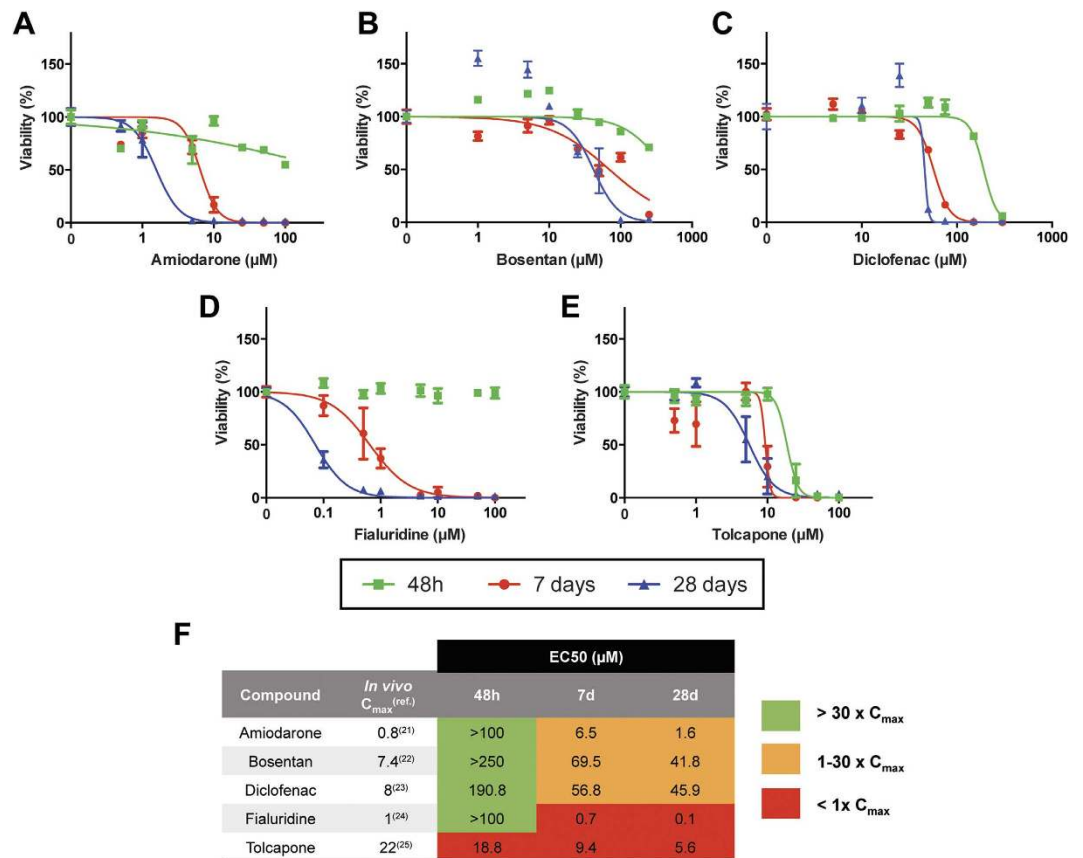 A
B
C
150
100
50
0
Viability (%)
0
1
10
100
Amiodarone (µM)
150
100
50
0
Viability (%)
0
1
10
100
1000
Bosentan (µM)
150
100
50
0
Viability (%)
0
10
100
1000
Diclofenac (µM)
D
E
150
100
50
0
Viability (%)
0
0.1
1
10
100
Fialuridine (µM)
150
100
50
0
Viability (%)
0
1
10
100
Tolcapone (µM)
48h 7 days 28 days
F
EC50 (µM)
Compound In vivo Cmax(ref.) 48h 7d 28d
Amiodarone 0.8(21) >100 6.5 1.6
Bosentan 7.4(22) >250 69.5 41.8
Diclofenac 8(23) 190.8 56.8 45.9
Fialuridine 1(24) >100 0.7 0.1
Tolcapone 22(25) 18.8 9.4 5.6
> 30 x Cmax
1-30 x Cmax
< 1x Cmax